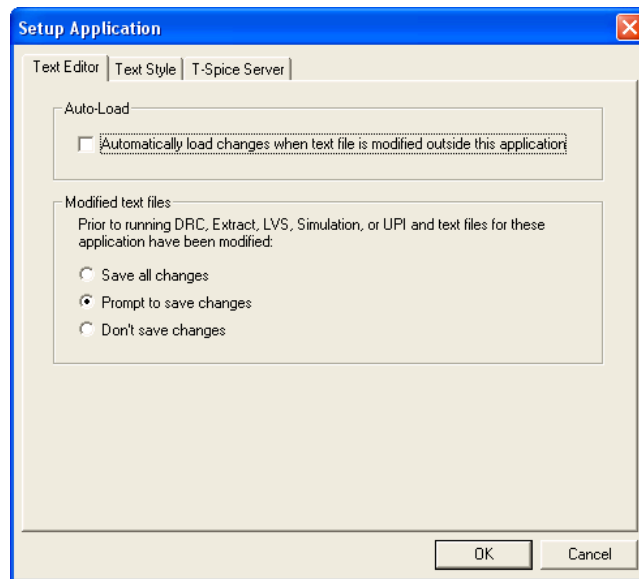 Setup Application
Text Editor
Text Style
T-Spice Server
Auto-Load
Automatically load changes when text file is modified outside this application
Modified text files
Prior to running DRC, Extract, LVS, Simulation, or UPI and text files for these
application have been modified:
Save all changes
Prompt to save changes
Don't save changes
OK
Cancel